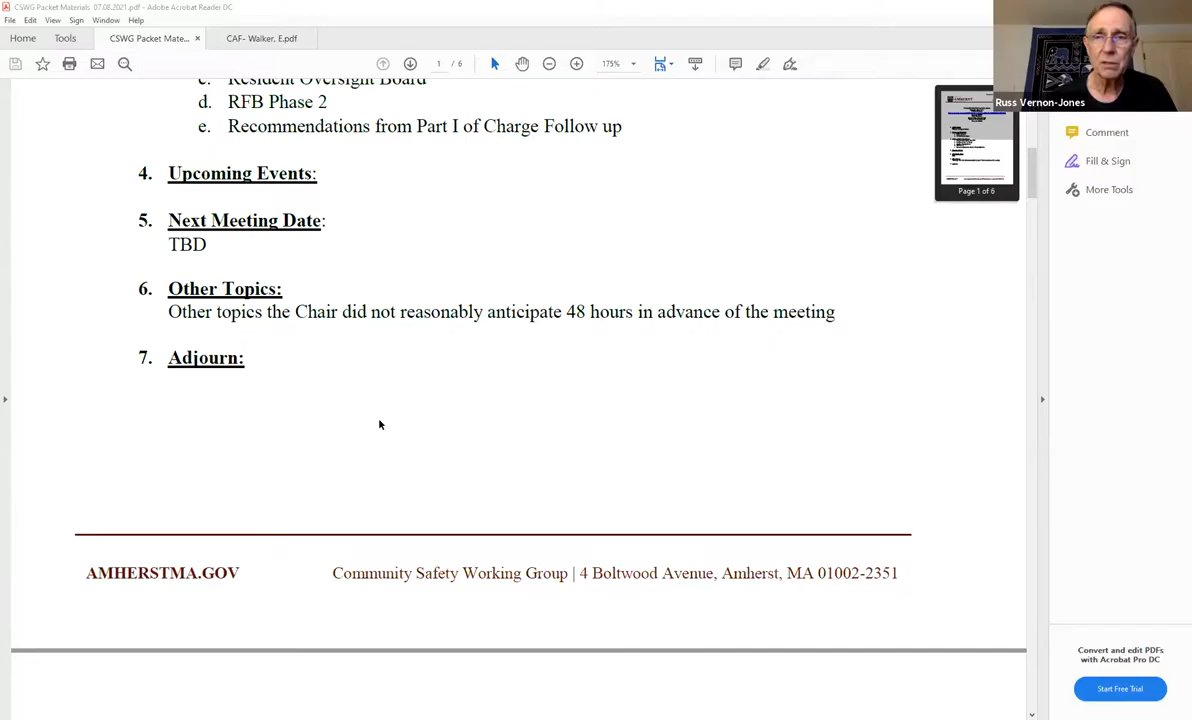 CSWG Packet Materials 07.08.2021.pdf - Adobe Acrobat Reader DC
File Edit View Sign Window Help
Home Tools CSWG Packet Mate... × CAF- Walker, E.pdf
1 / 6 175%
c. Resident Oversight Board
d. RFB Phase 2
e. Recommendations from Part I of Charge Follow up
4. Upcoming Events:
5. Next Meeting Date:
TBD
6. Other Topics:
Other topics the Chair did not reasonably anticipate 48 hours in advance of the meeting
7. Adjourn:
AMHERSTMA.GOV Community Safety Working Group | 4 Boltwood Avenue, Amherst, MA 01002-2351
Russ Vernon-Jones
Page 1 of 6
Comment
Fill & Sign
More Tools
Convert and edit PDFs
with Acrobat Pro DC
Start Free Trial